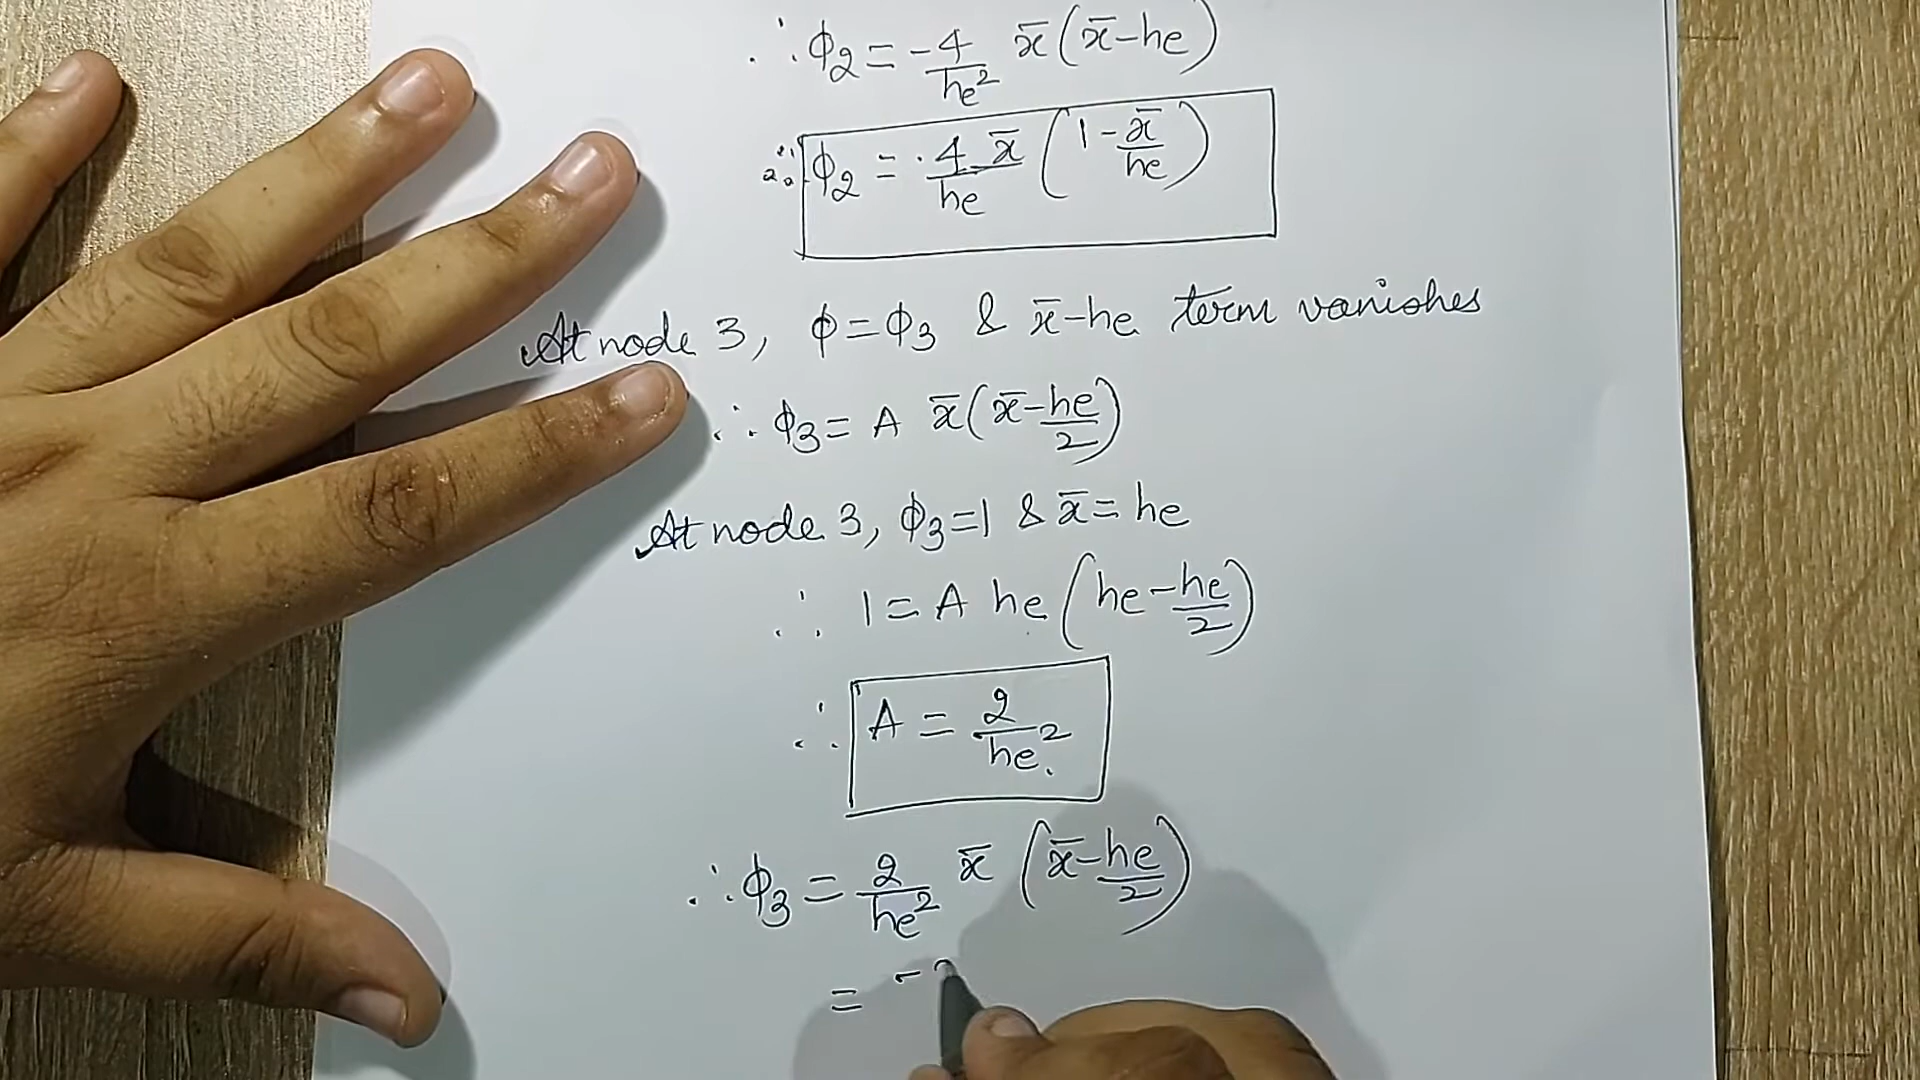 ∴ ϕ₂ = -4/he² x̄ (x̄-he)
∴ ϕ₂ = 4 x̄/he (1 - x̄/he)
At node 3, ϕ = ϕ₃ & x̄-he term vanishes
∴ ϕ₃ = A x̄ (x̄ - he/2)
At node 3, ϕ₃ = 1 & x̄ = he
∴ 1 = A he (he - he/2)
∴ A = 2/he²
∴ ϕ₃ = 2/he² x̄ (x̄ - he/2)
= -